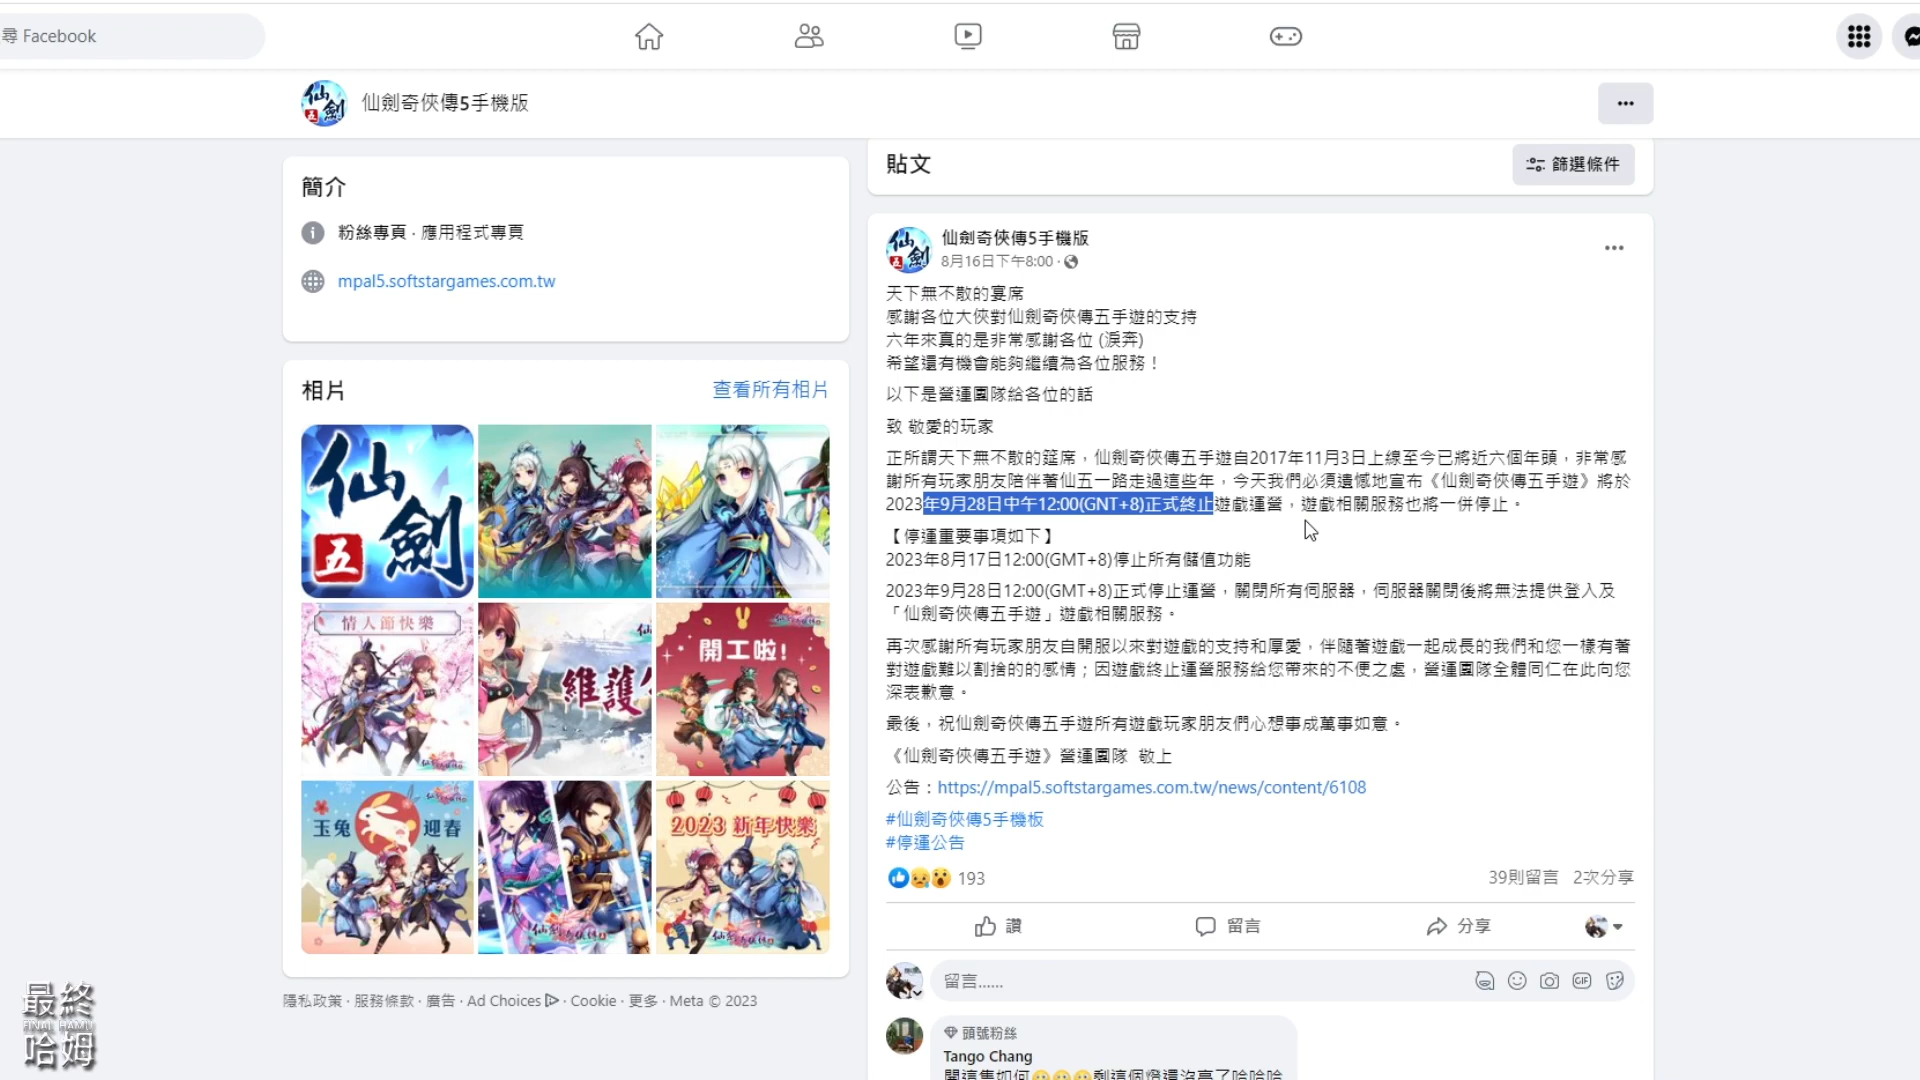 尋 Facebook
仙劍奇俠傳5手機版
簡介
粉絲專頁 · 應用程式專頁
mpal5.softstargames.com.tw
相片
查看所有相片
仙劍
五
情人節快樂
維護
開工啦!
玉兔迎春
2023 新年快樂
隱私政策 · 服務條款 · 廣告 · Ad Choices · Cookie · 更多 · Meta © 2023
貼文
篩選條件
仙劍奇俠傳5手機版
8月16日下午8:00 ·
天下無不散的宴席
感謝各位大俠對仙劍奇俠傳五手遊的支持
六年來真的是非常感謝各位 (淚奔)
希望還有機會能夠繼續為各位服務！
以下是營運團隊給各位的話
致 敬愛的玩家
正所謂天下無不散的筵席，仙劍奇俠傳五手遊自2017年11月3日上線至今已將近六個年頭，非常感
謝所有玩家朋友陪伴著仙五一路走過這些年，今天我們必須遺憾地宣布《仙劍奇俠傳五手遊》將於
2023年9月28日中午12:00(GNT+8)正式終止遊戲運營，遊戲相關服務也將一併停止。
【停運重要事項如下】
2023年8月17日12:00(GMT+8)停止所有儲值功能
2023年9月28日12:00(GMT+8)正式停止運營，關閉所有伺服器，伺服器關閉後將無法提供登入及
「仙劍奇俠傳五手遊」遊戲相關服務。
再次感謝所有玩家朋友自開服以來對遊戲的支持和厚愛，伴隨著遊戲一起成長的我們和您一樣有著
對遊戲難以割捨的的感情；因遊戲終止運營服務給您帶來的不便之處，營運團隊全體同仁在此向您
深表歉意。
最後，祝仙劍奇俠傳五手遊所有遊戲玩家朋友們心想事成萬事如意。
《仙劍奇俠傳五手遊》營運團隊 敬上
公告：https://mpal5.softstargames.com.tw/news/content/6108
#仙劍奇俠傳5手機板
#停運公告
193
39則留言 2次分享
讚
留言
分享
留言......
GIF
頭號粉絲
Tango Chang
開這隻如何😬😬😬剩這個燈還沒亮了哈哈哈
最終
FINAL HAMU
哈姆